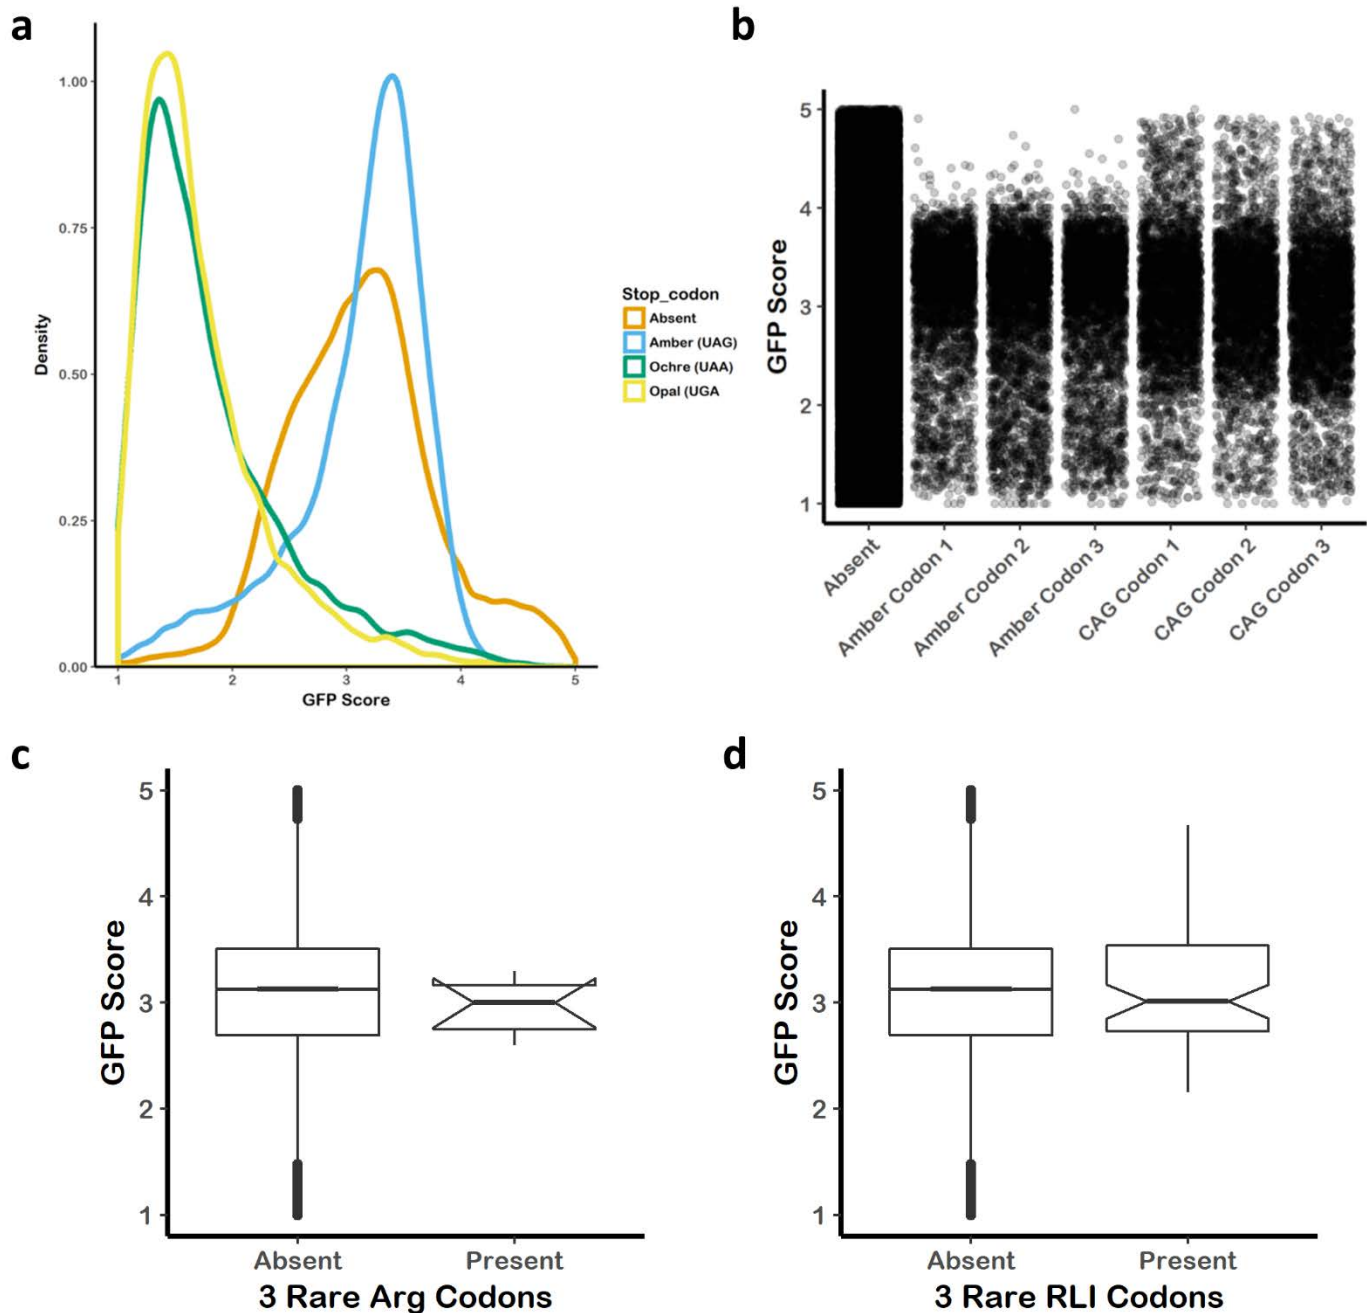 a
1.00
0.75
0.50
0.25
0.00
Density
1 2 3 4 5
GFP Score
Stop_codon
Absent
Amber (UAG)
Ochre (UAA)
Opal (UGA
b
5
4
3
2
1
GFP Score
Absent
Amber Codon 1
Amber Codon 2
Amber Codon 3
CAG Codon 1
CAG Codon 2
CAG Codon 3
c
5
4
3
2
1
GFP Score
Absent Present
3 Rare Arg Codons
d
5
4
3
2
1
GFP Score
Absent Present
3 Rare RLI Codons